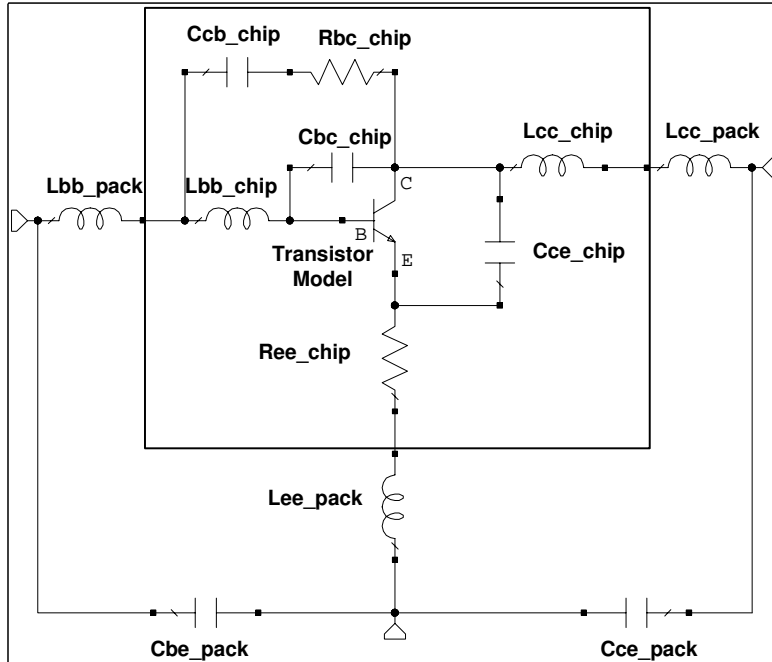 Ccb_chip
Rbc_chip
Cbc_chip
Lcc_chip
Lcc_pack
Lbb_pack
Lbb_chip
C
B
Transistor
Model
E
Cce_chip
Ree_chip
Lee_pack
Cbe_pack
Cce_pack